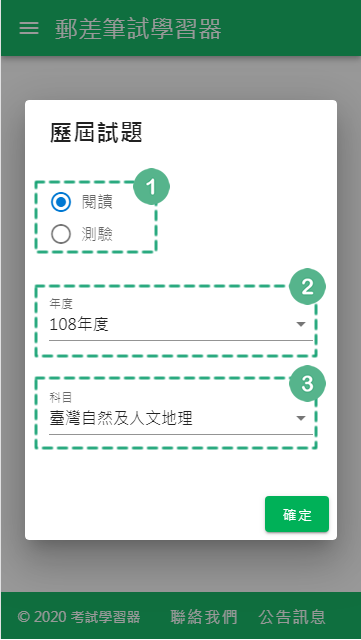 郵差筆試學習器
歷屆試題
1
閱讀
測驗
2
年度
108年度
3
科目
臺灣自然及人文地理
確定
© 2020 考試學習器 聯絡我們 公告訊息